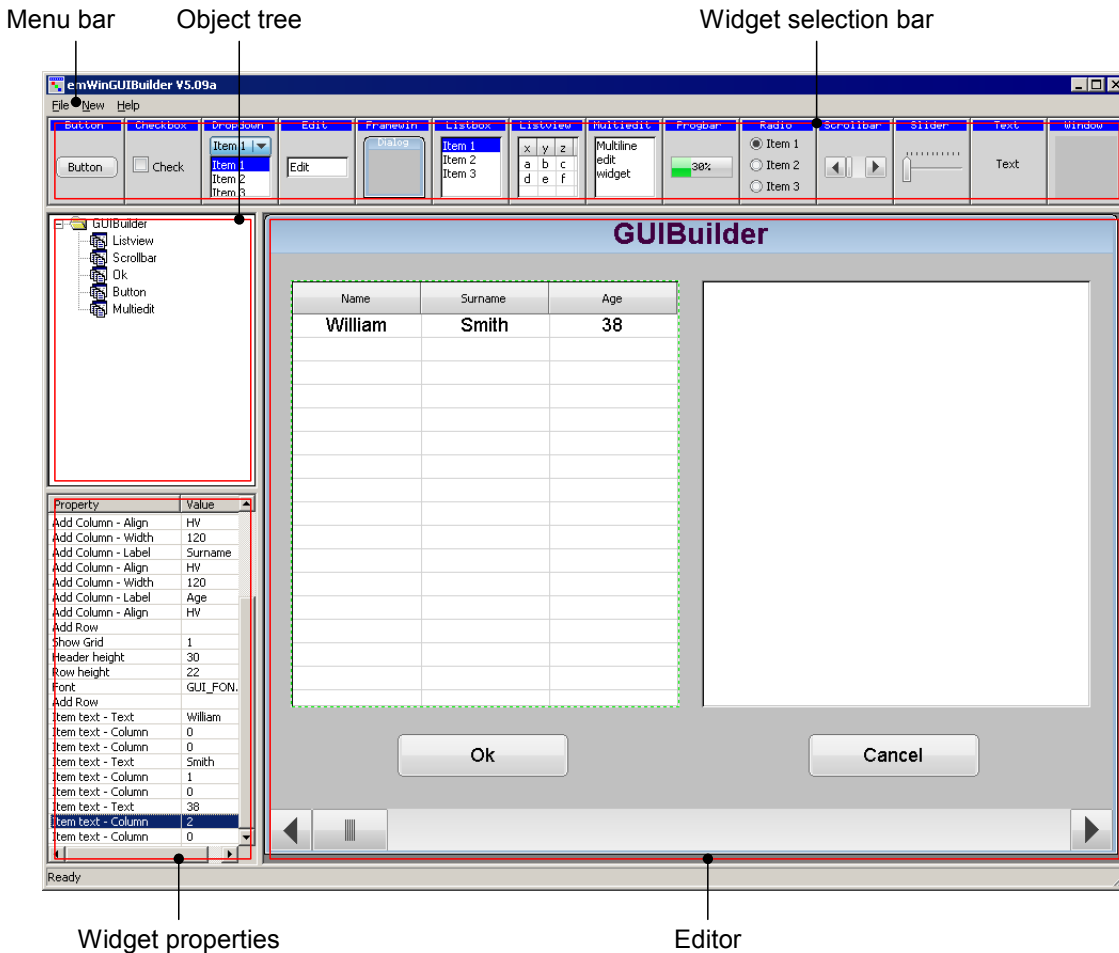 Menu bar
Object tree
Widget selection bar
emWinGUIBuilder V5.09a
File New Help
Button Checkbox Dropdown Edit Framewin Listbox Listview Multiedit Progbar Radio Scrollbar Slider Text Window
Button
Check
Item 1
Item 1
Item 2
Item 3
Edit
Dialog
Item 1
Item 2
Item 3
x y z
a b c
d e f
Multiline
edit
widget
30%
Item 1
Item 2
Item 3
Text
GUIBuilder
Listview
Scrollbar
Ok
Button
Multiedit
Property Value
Add Column - Align HV
Add Column - Width 120
Add Column - Label Surname
Add Column - Align HV
Add Column - Width 120
Add Column - Label Age
Add Column - Align HV
Add Row
Show Grid 1
Header height 30
Row height 22
Font GUI_FON.
Add Row
Item text - Text William
Item text - Column 0
Item text - Column 0
Item text - Text Smith
Item text - Column 1
Item text - Column 0
Item text - Text 38
Item text - Column 2
Item text - Column 0
GUIBuilder
Name Surname Age
William Smith 38
Ok
Cancel
Ready
Widget properties
Editor